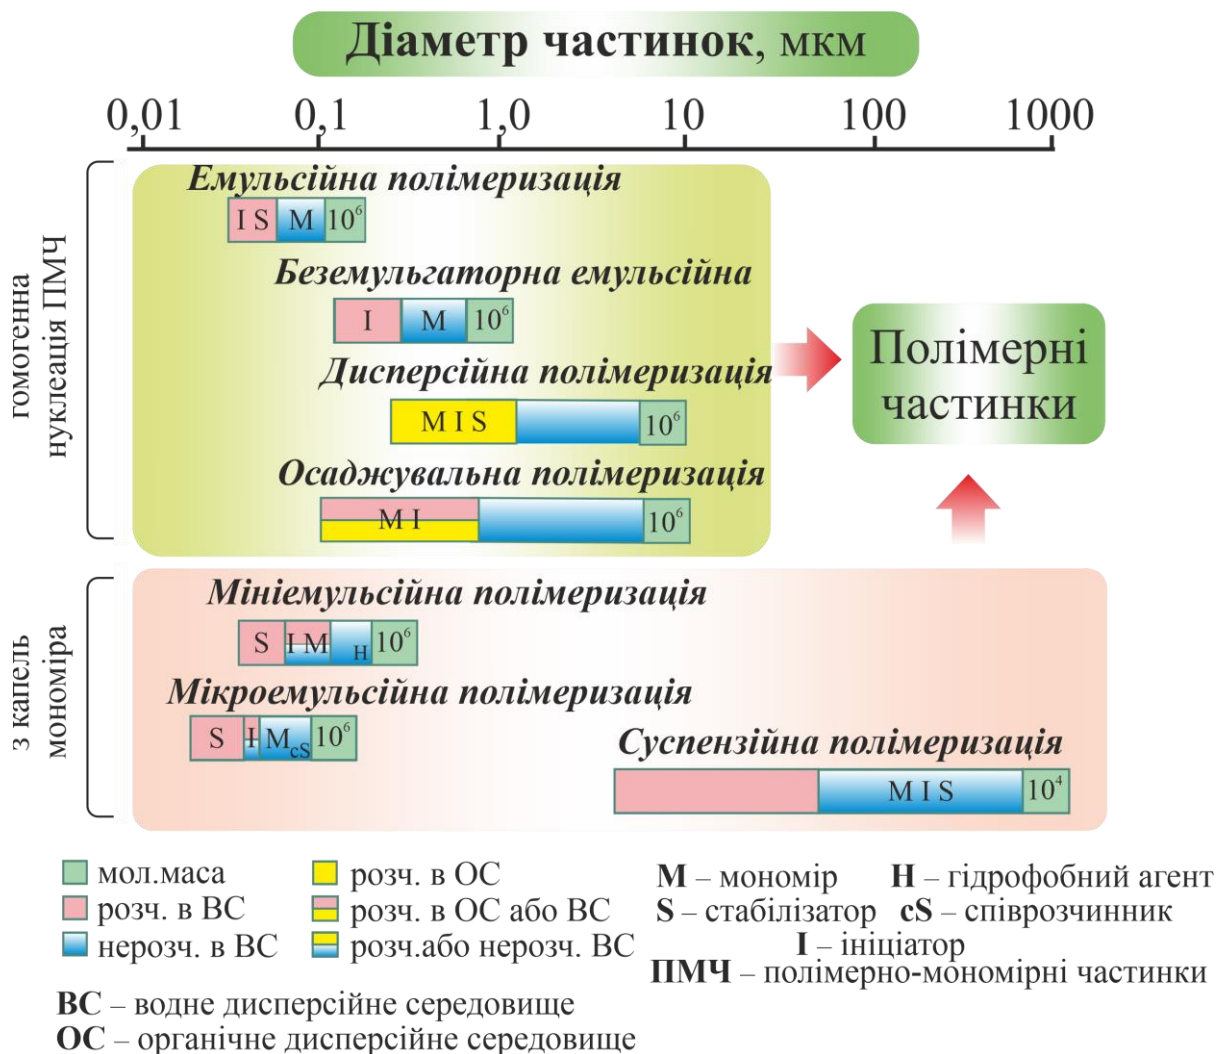 Діаметр частинок, мкм
0,01 0,1 1,0 10 100 1000
гомогенна
нуклеація ПМЧ
Емульсійна полімеризація
I S M 10⁶
Беземульгаторна емульсійна
I M 10⁶
Дисперсійна полімеризація
M I S 10⁶
Осаджувальна полімеризація
M I 10⁶
Полімерні
частинки
з капель
мономіра
Мініемульсійна полімеризація
S I M H 10⁶
Мікроемульсійна полімеризація
S I M cS 10⁶
Суспензійна полімеризація
M I S 10⁴
мол.маса
розч. в ВС
нерозч. в ВС
розч. в ОС
розч. в ОС або ВС
розч.або нерозч. ВС
М – мономір Н – гідрофобний агент
S – стабілізатор cS – співрозчинник
I – ініціатор
ПМЧ – полімерно-мономірні частинки
ВС – водне дисперсійне середовище
ОС – органічне дисперсійне середовище